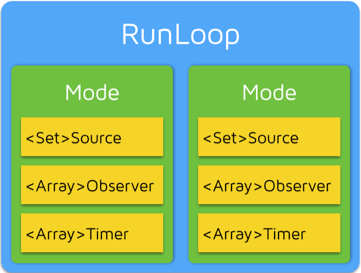 RunLoop
Mode
<Set>Source
<Array>Observer
<Array>Timer
Mode
<Set>Source
<Array>Observer
<Array>Timer